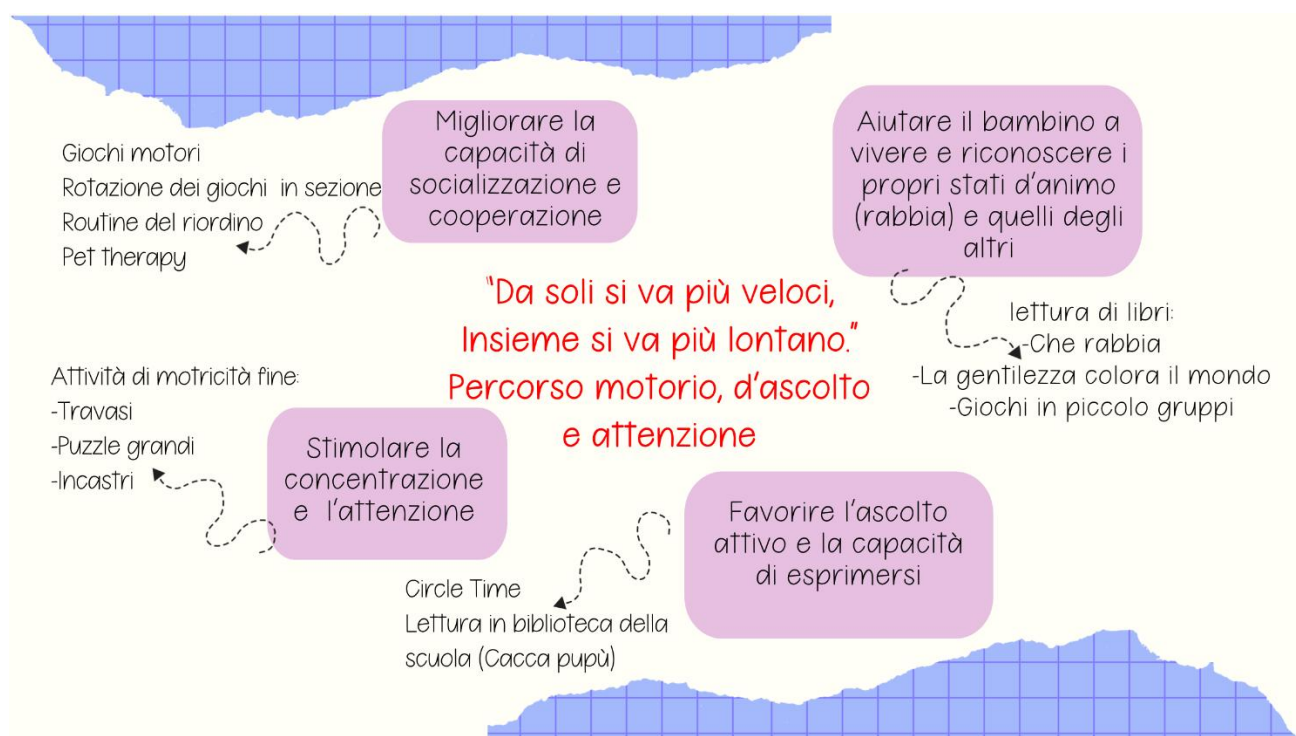 Migliorare la
capacità di
socializzazione e
cooperazione
Giochi motori
Rotazione dei giochi in sezione
Routine del riordino
Pet therapy
Aiutare il bambino a
vivere e riconoscere i
propri stati d'animo
(rabbia) e quelli degli
altri
lettura di libri:
-Che rabbia
-La gentilezza colora il mondo
-Giochi in piccolo gruppi
"Da soli si va più veloci,
Insieme si va più lontano."
Percorso motorio, d'ascolto
e attenzione
Attività di motricità fine:
-Travasi
-Puzzle grandi
-Incastri
Stimolare la
concentrazione
e l'attenzione
Favorire l'ascolto
attivo e la capacità
di esprimersi
Circle Time
Lettura in biblioteca della
scuola (Cacca pupù)